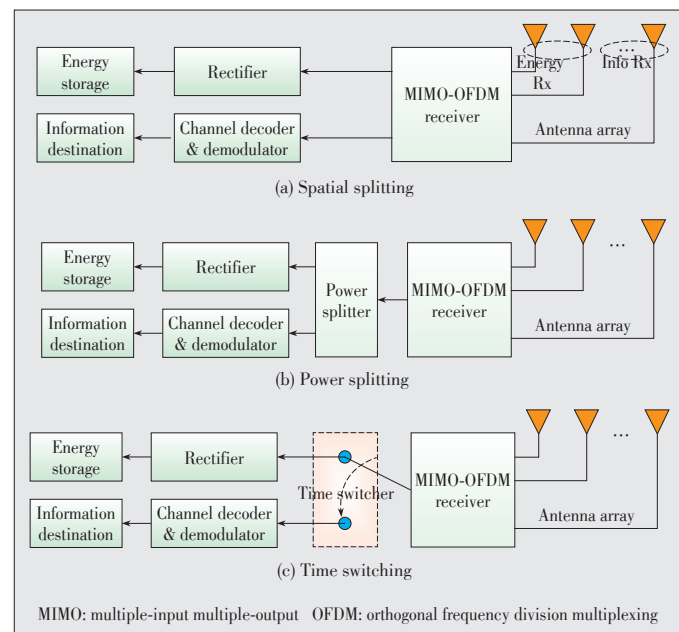 Energy
storage
Rectifier
MIMO-OFDM
receiver
Energy
Rx
...
Info Rx
Information
destination
Channel decoder
& demodulator
Antenna array
(a) Spatial splitting
Energy
storage
Rectifier
Power
splitter
MIMO-OFDM
receiver
...
Information
destination
Channel decoder
& demodulator
Antenna array
(b) Power splitting
Energy
storage
Rectifier
Time switcher
MIMO-OFDM
receiver
...
Information
destination
Channel decoder
& demodulator
Antenna array
(c) Time switching
MIMO: multiple-input multiple-output OFDM: orthogonal frequency division multiplexing